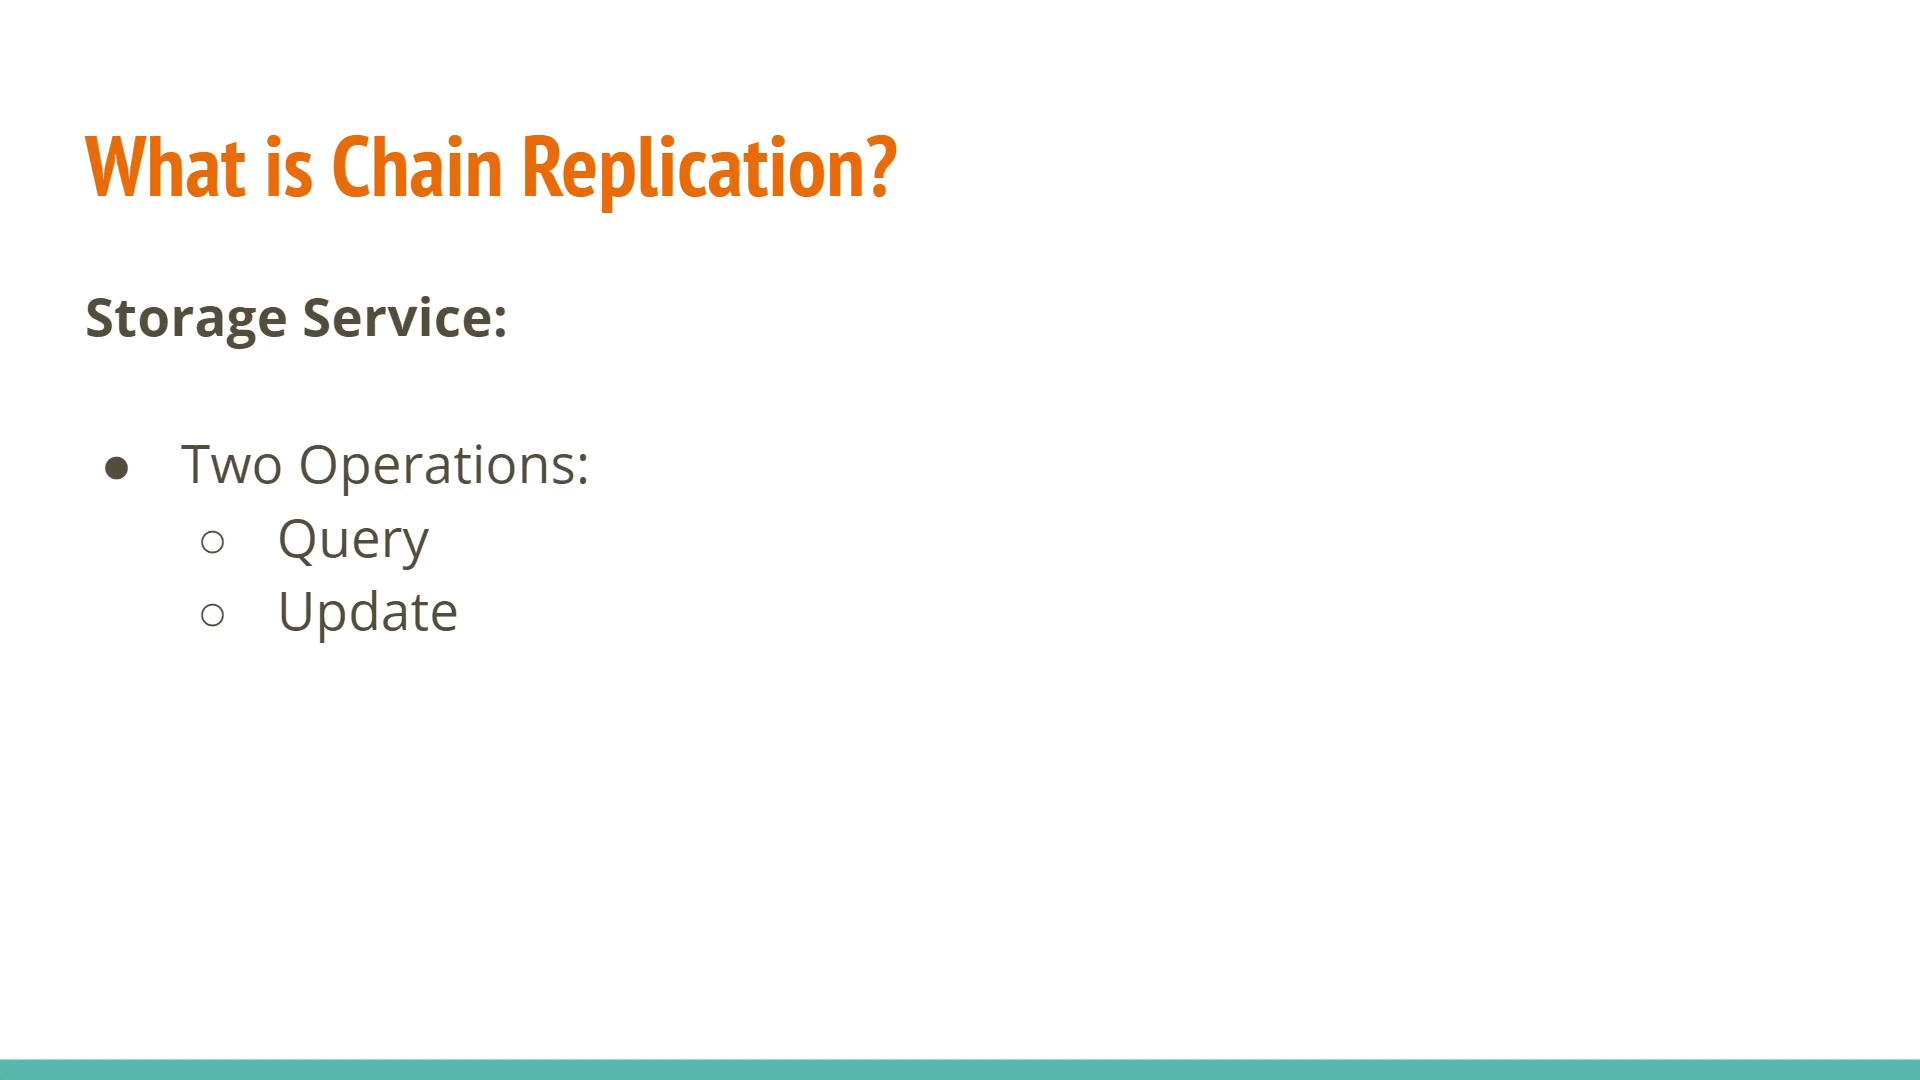 What is Chain Replication?
Storage Service:
● Two Operations:
○ Query
○ Update